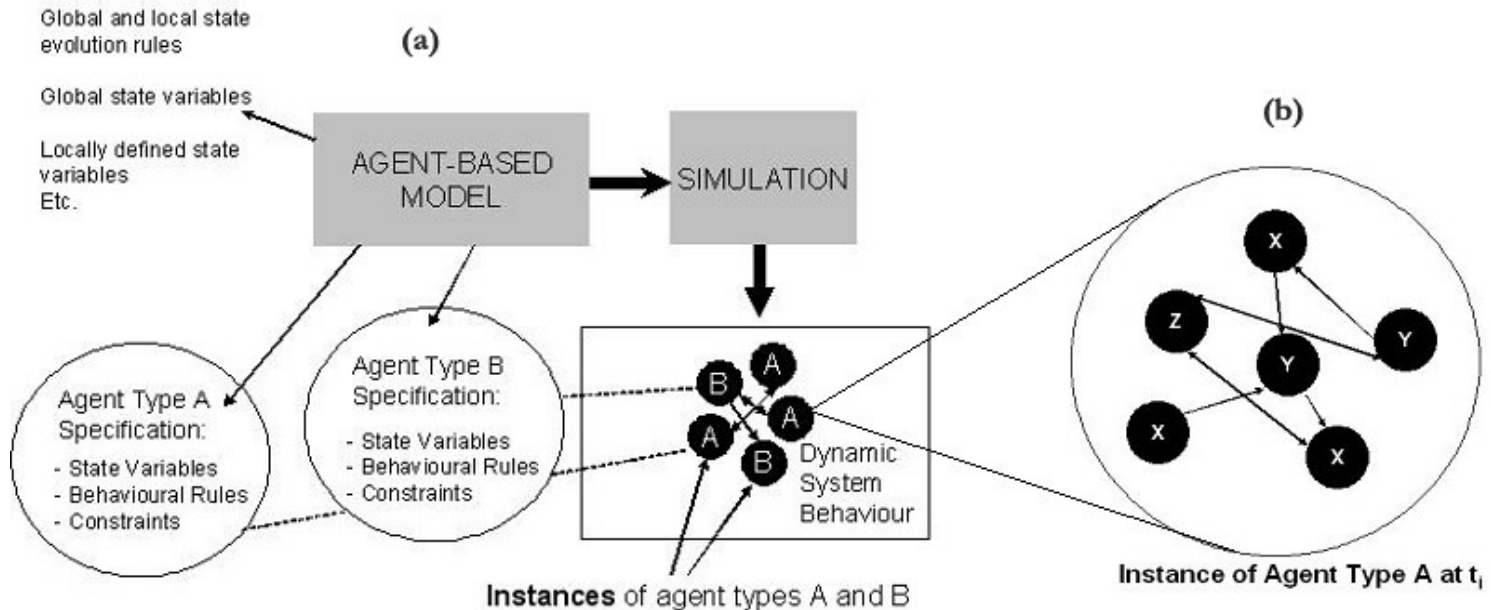 Global and local state
evolution rules
Global state variables
Locally defined state
variables
Etc.
(a)
AGENT-BASED
MODEL
SIMULATION
Agent Type A
Specification:
- State Variables
- Behavioural Rules
- Constraints
Agent Type B
Specification:
- State Variables
- Behavioural Rules
- Constraints
A
B
A
A
B
Dynamic
System
Behaviour
Instances of agent types A and B
(b)
X
Z
Y
Y
X
X
Instance of Agent Type A at ti